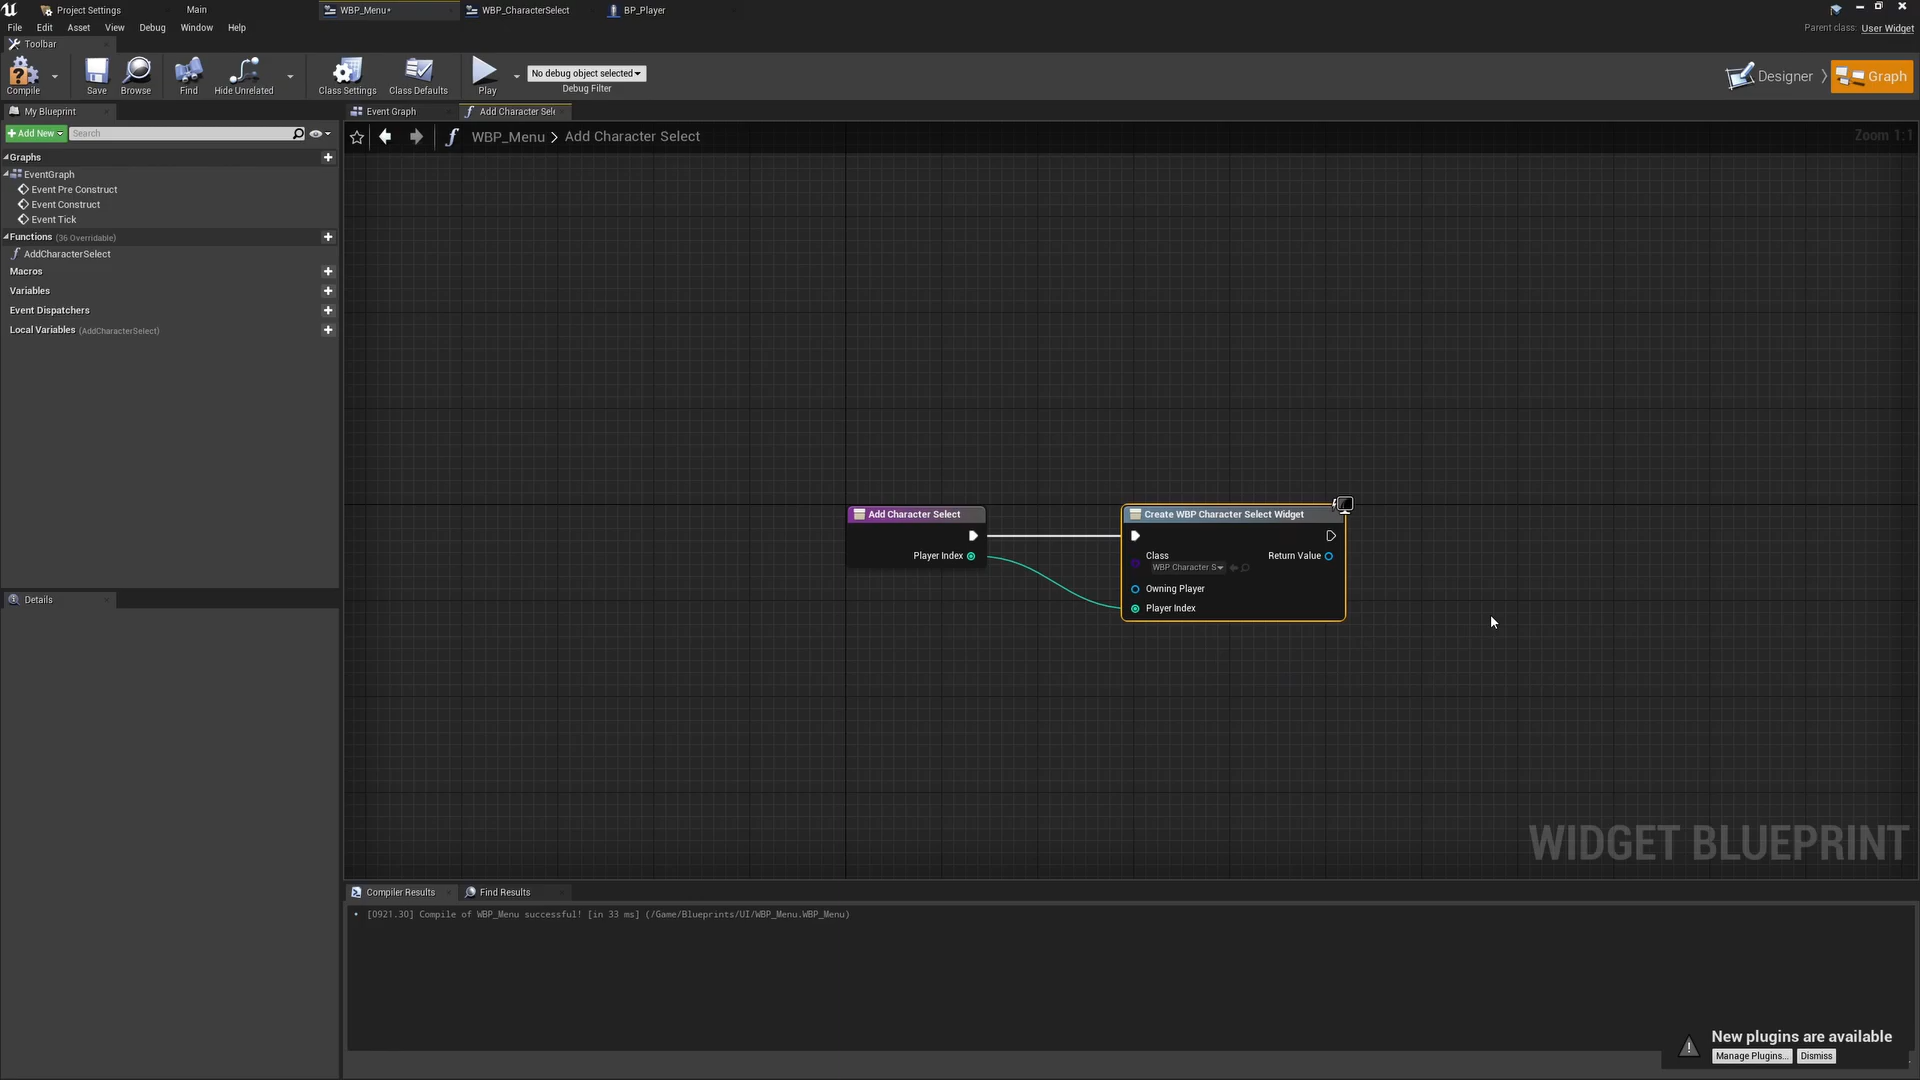 Project Settings
Main
WBP_Menu•
WBP_CharacterSelect
BP_Player
File
Edit
Asset
View
Debug
Window
Help
Parent class: User Widget
Toolbar
Compile
Save
Browse
Find
Hide Unrelated
Class Settings
Class Defaults
Play
No debug object selected
Debug Filter
Designer
Graph
My Blueprint
Event Graph
Add Character Sele
+Add New
Search
WBP_Menu > Add Character Select
Zoom 1:1
Graphs
EventGraph
Event Pre Construct
Event Construct
Event Tick
Functions (36 Overridable)
AddCharacterSelect
Macros
Variables
Event Dispatchers
Local Variables (AddCharacterSelect)
Details
Add Character Select
Player Index
Create WBP Character Select Widget
Class
WBP Character S
Return Value
Owning Player
Player Index
WIDGET BLUEPRINT
Compiler Results
Find Results
• [0921.30] Compile of WBP_Menu successful! [in 33 ms] (/Game/Blueprints/UI/WBP_Menu.WBP_Menu)
New plugins are available
Manage Plugins...
Dismiss